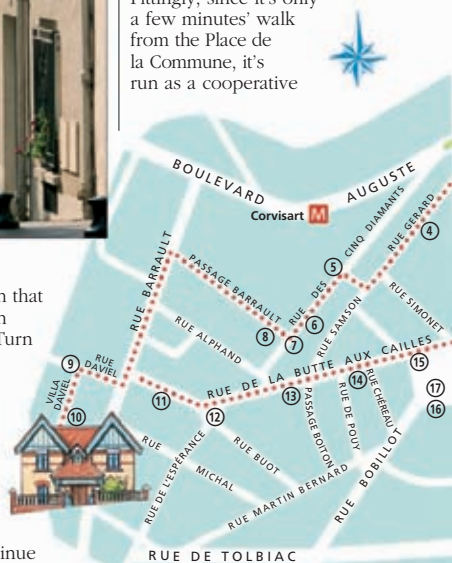 Fittingly, since it's only
a few minutes' walk
from the Place de
la Commune, it's
run as a cooperative
BOULEVARD AUGUSTE
Corvisart M
CINQ DIAMANTS
RUE GERARD
4
5
RUE BARRAULT
PASSAGE BARRAULT
RUE DES
6
RUE SAMSON
RUE SIMONET
8
7
RUE ALPHAND
that
Turn
9
RUE DAVIEL
VILLA DAVIEL
10
11
RUE DE LA BUTTE AUX CAILLES
12
13
14
15
17
16
PASSAGE BOITON
RUE DE POUY
RUE CHÉREAU
RUE BOBILLOT
RUE DE L'ESPÉRANCE
RUE BUOT
RUE MICHAL
RUE MARTIN BERNARD
RUE DE TOLBIAC